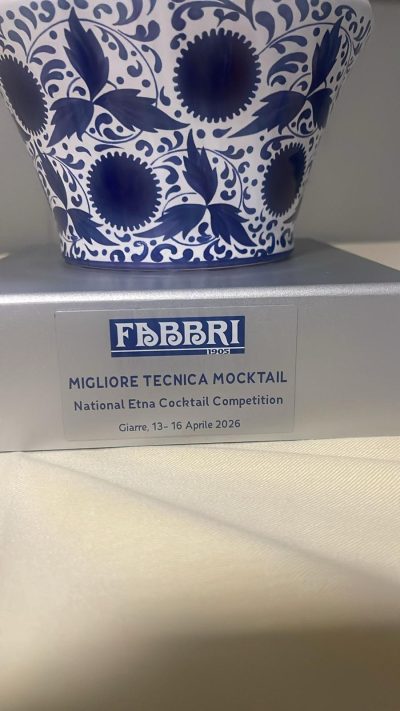 FABBRI
1905
MIGLIORE TECNICA MOCKTAIL
National Etna Cocktail Competition
Giarre, 13- 16 Aprile 2026